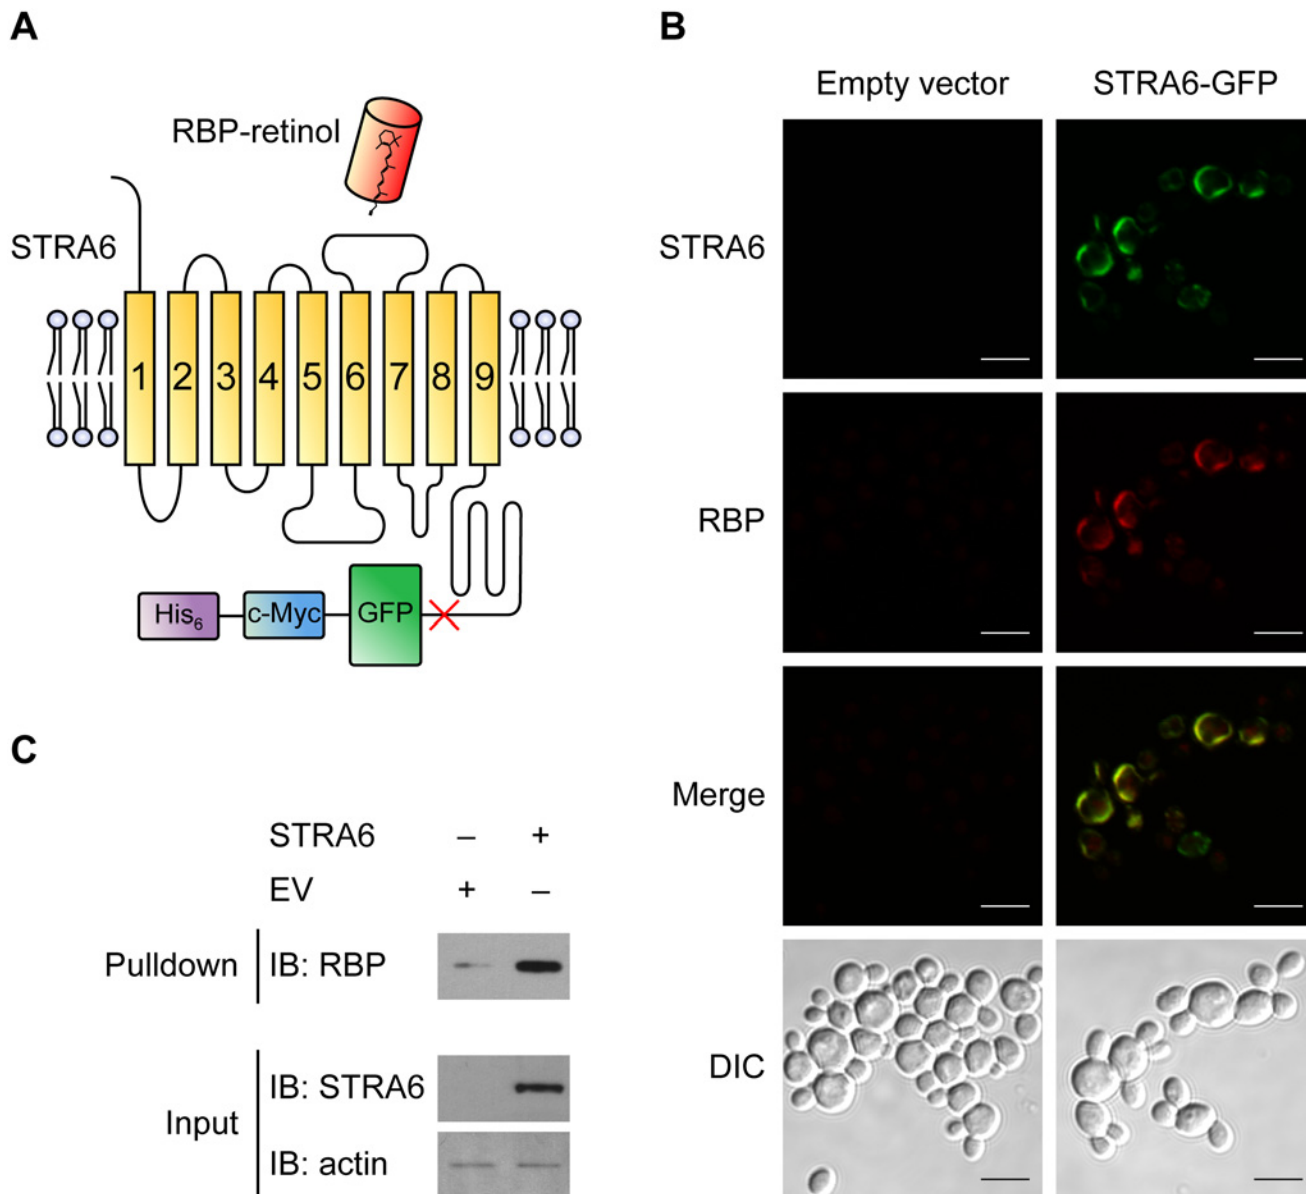 A
RBP-retinol
STRA6
1 2 3 4 5 6 7 8 9
His6
c-Myc
GFP
B
Empty vector
STRA6-GFP
STRA6
RBP
Merge
DIC
C
STRA6 – +
EV + –
Pulldown
IB: RBP
Input
IB: STRA6
IB: actin